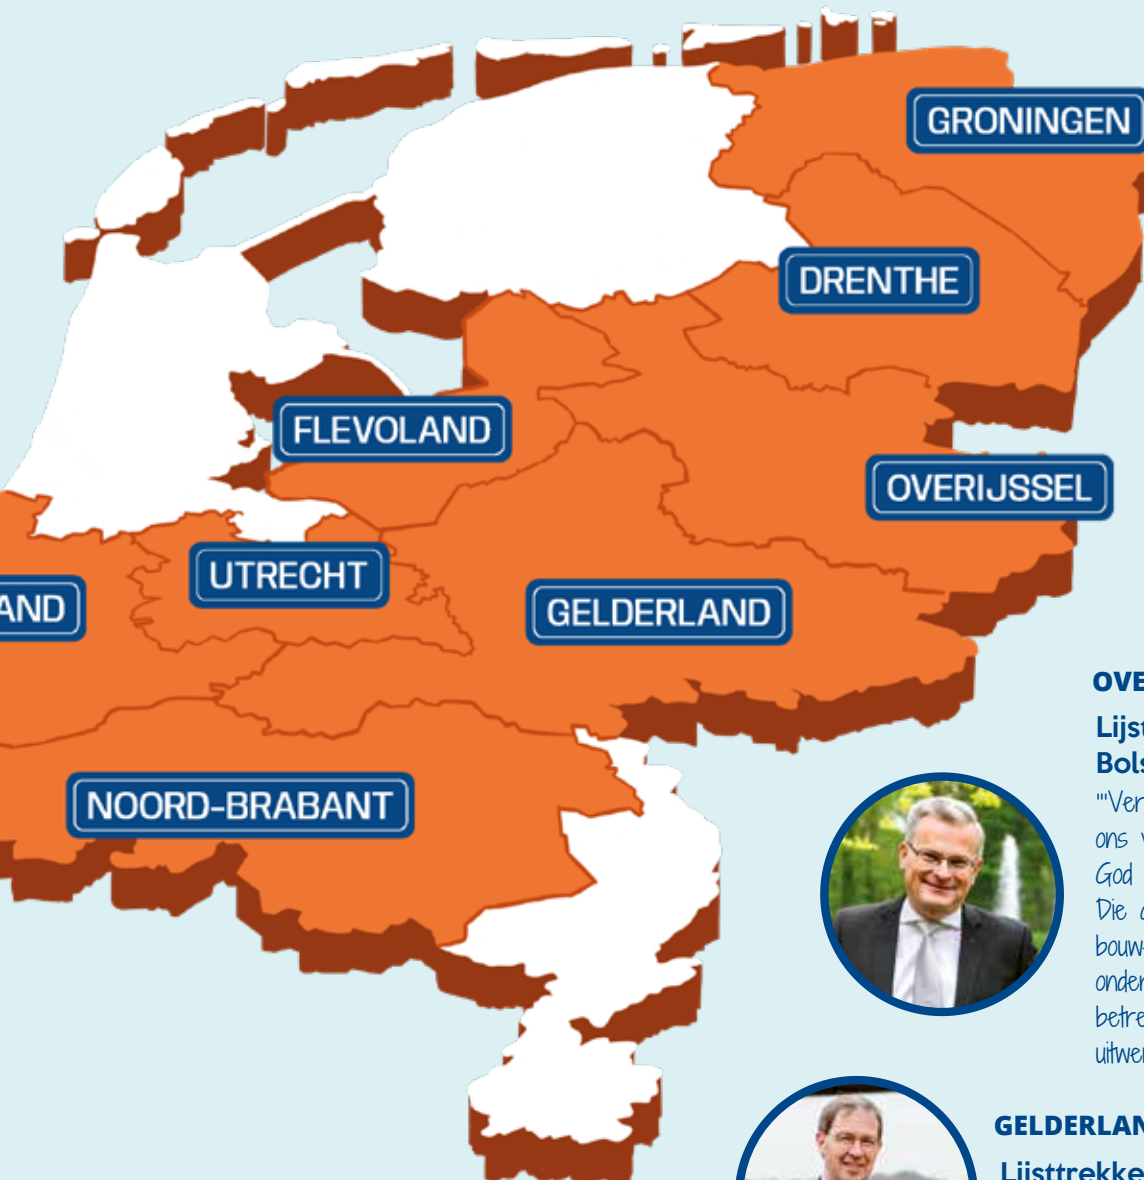 GRONINGEN
DRENTHE
FLEVOLAND
OVERIJSSEL
UTRECHT
AND
GELDERLAND
NOORD-BRABANT
OVE
Lijst
Bols
"'Ver
ons
God
Die
bouw-
onder
betre
uitwer
GELDERLAN
Lijsttrekke